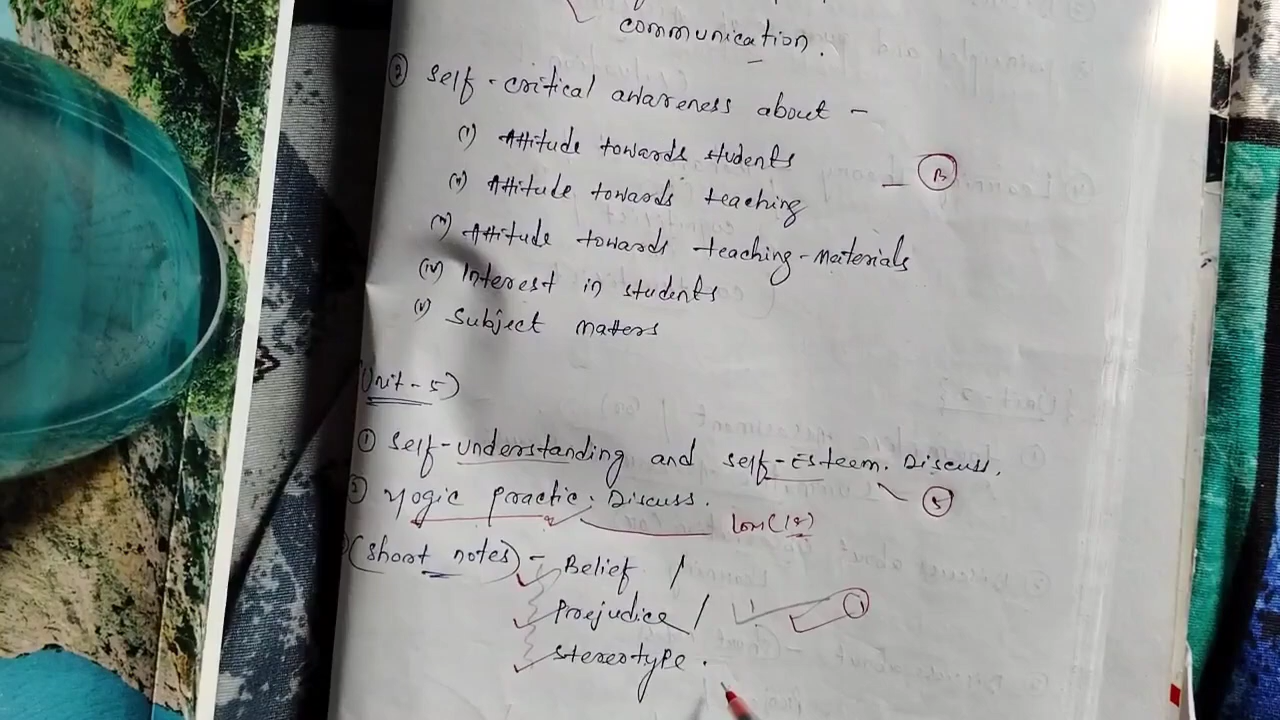 communication.
② Self-critical awareness about -
(i) Attitude towards students
(ii) Attitude towards teaching
(iii) Attitude towards teaching-materials
(iv) Interest in students
(v) Subject matters
(Unit-5)
① Self-understanding and self-Esteem. Discuss.
② Yogic practic. Discuss.
(short notes) - Belief /
Prejudice /
Stereotype.